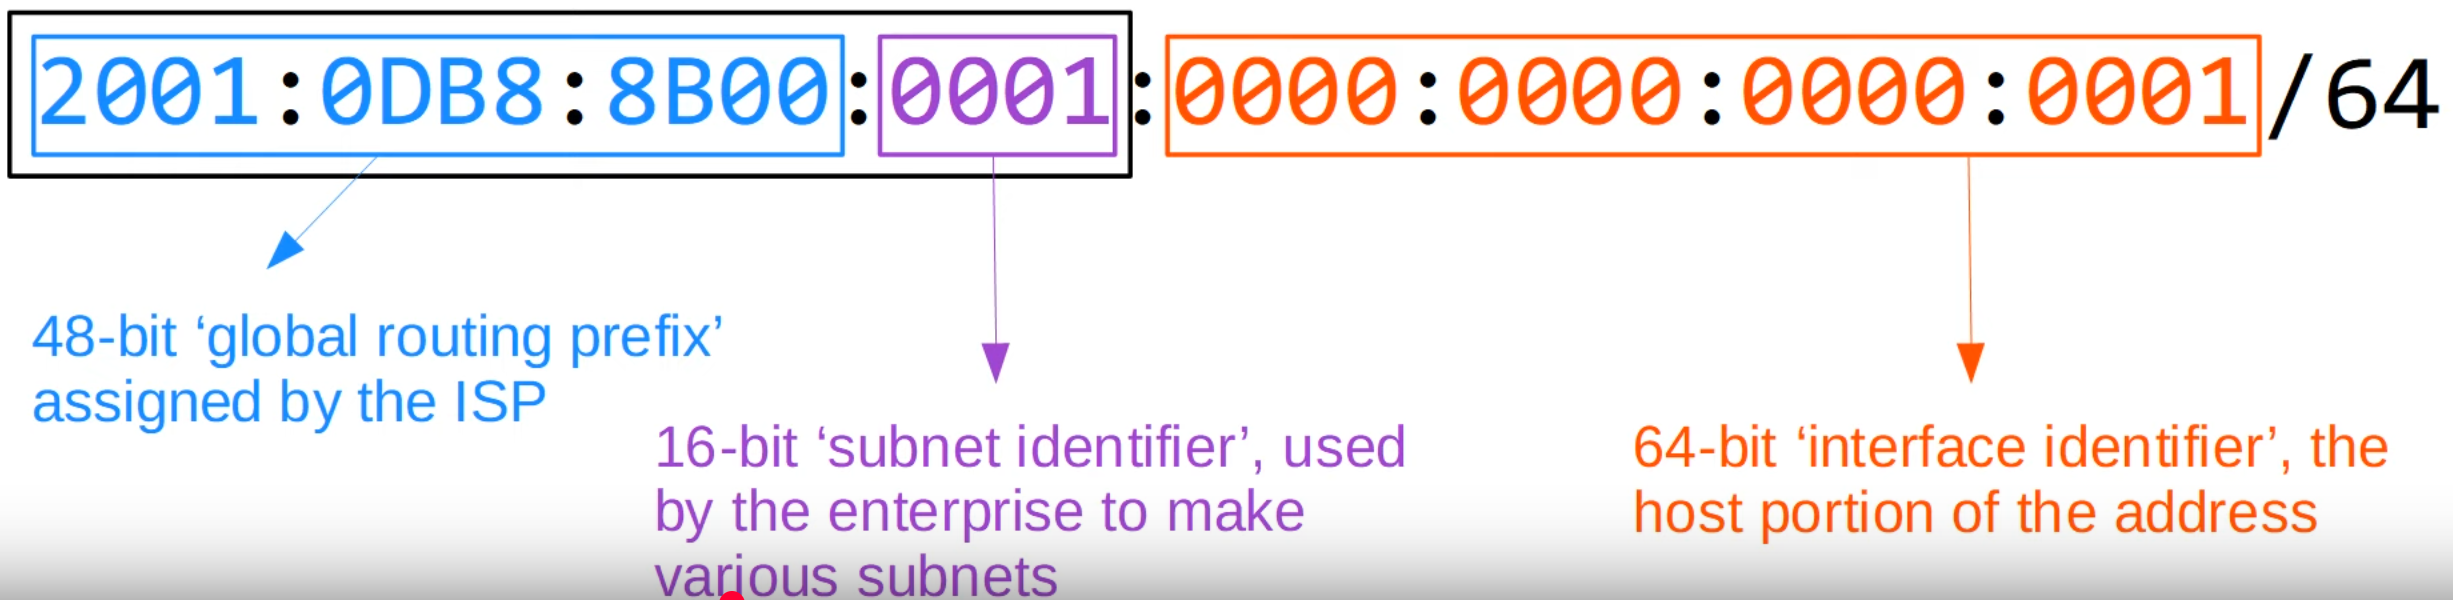 2001:0DB8:8B00:0001:0000:0000:0000:0001/64
48-bit ‘global routing prefix’
assigned by the ISP
16-bit ‘subnet identifier’, used
by the enterprise to make
various subnets
64-bit ‘interface identifier’, the
host portion of the address